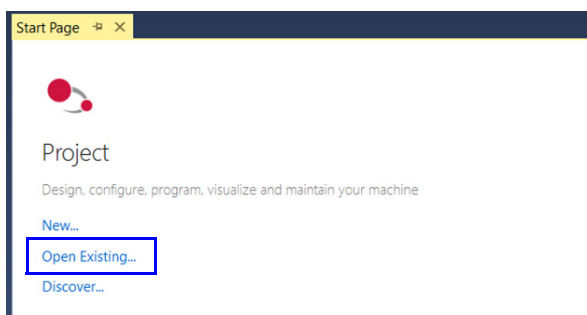 Start Page
Project
Design, configure, program, visualize and maintain your machine
New...
Open Existing...
Discover...